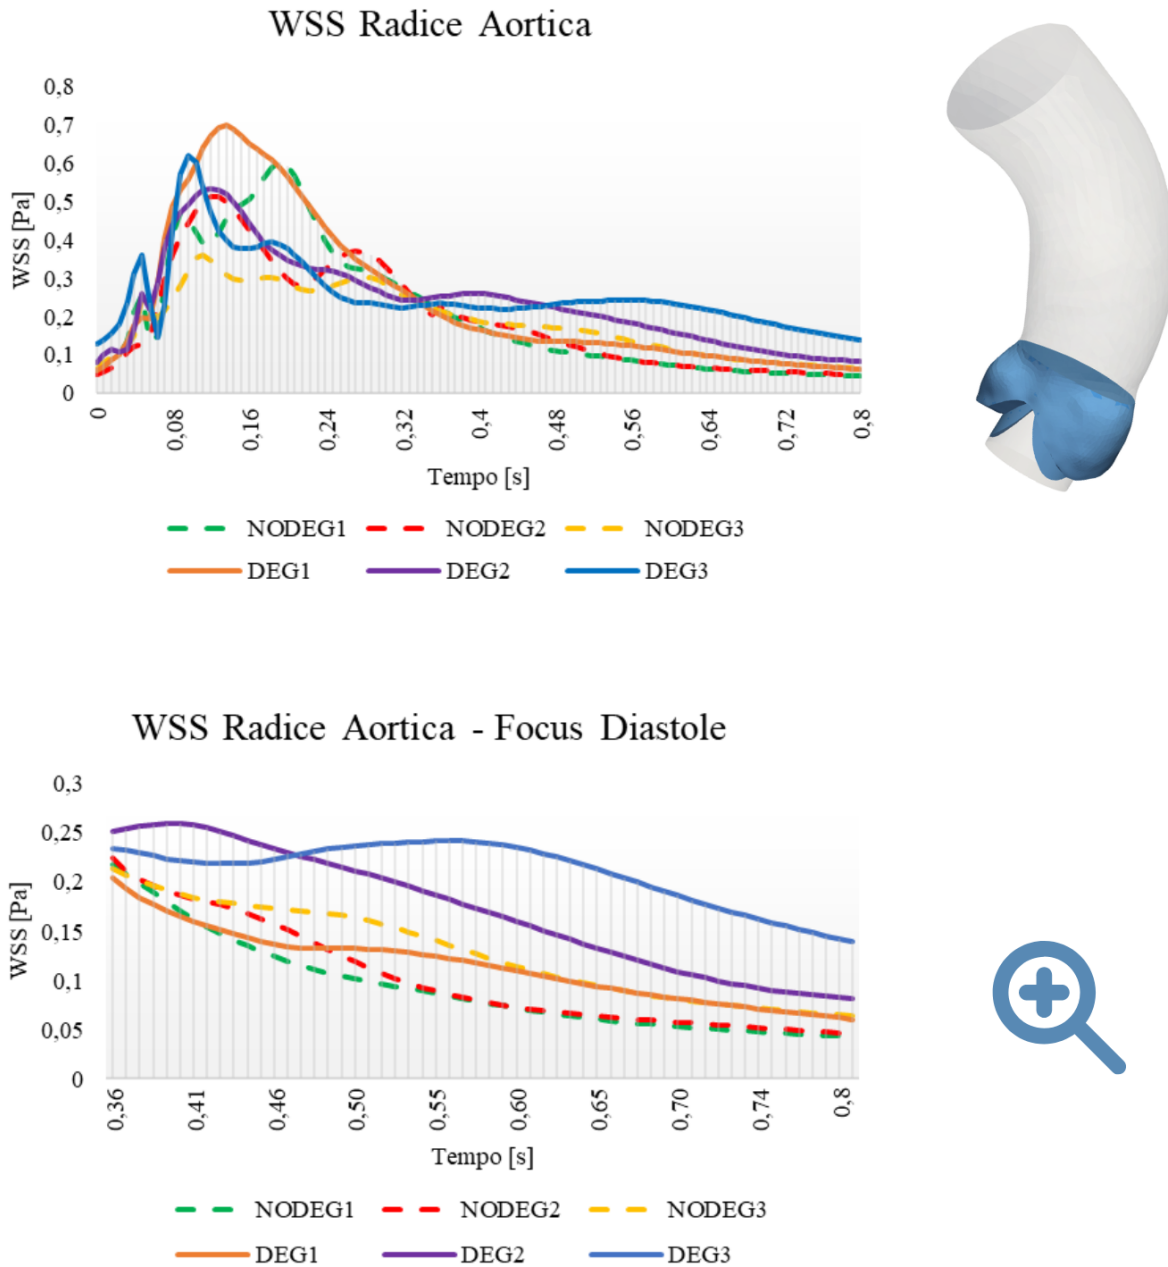 WSS Radice Aortica
0,8
0,7
0,6
0,5
0,4
0,3
0,2
0,1
0
WSS [Pa]
0 0,08 0,16 0,24 0,32 0,4 0,48 0,56 0,64 0,72 0,8
Tempo [s]
NODEG1 NODEG2 NODEG3
DEG1 DEG2 DEG3
WSS Radice Aortica - Focus Diastole
0,3
0,25
0,2
0,15
0,1
0,05
0
WSS [Pa]
0,36 0,41 0,46 0,50 0,55 0,60 0,65 0,70 0,74 0,8
Tempo [s]
NODEG1 NODEG2 NODEG3
DEG1 DEG2 DEG3